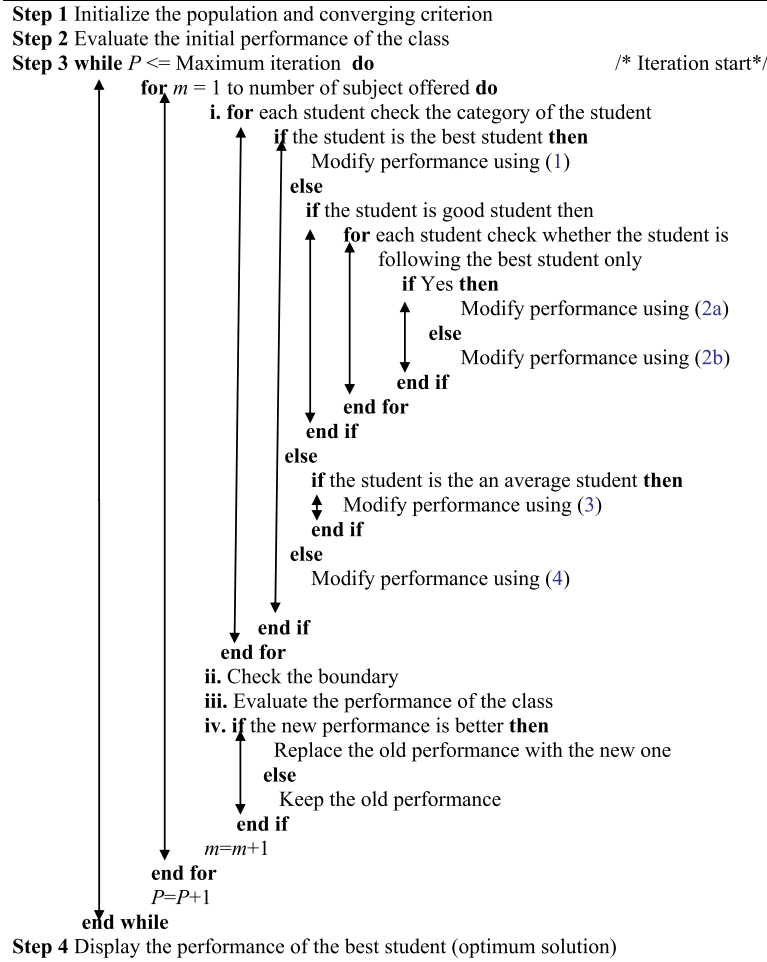 Step 1 Initialize the population and converging criterion
Step 2 Evaluate the initial performance of the class
Step 3 while P <= Maximum iteration do /* Iteration start*/
for m = 1 to number of subject offered do
i. for each student check the category of the student
if the student is the best student then
Modify performance using (1)
else
if the student is good student then
for each student check whether the student is
following the best student only
if Yes then
Modify performance using (2a)
else
Modify performance using (2b)
end if
end for
end if
else
if the student is the an average student then
Modify performance using (3)
end if
else
Modify performance using (4)
end if
end for
ii. Check the boundary
iii. Evaluate the performance of the class
iv. if the new performance is better then
Replace the old performance with the new one
else
Keep the old performance
end if
m=m+1
end for
P=P+1
end while
Step 4 Display the performance of the best student (optimum solution)